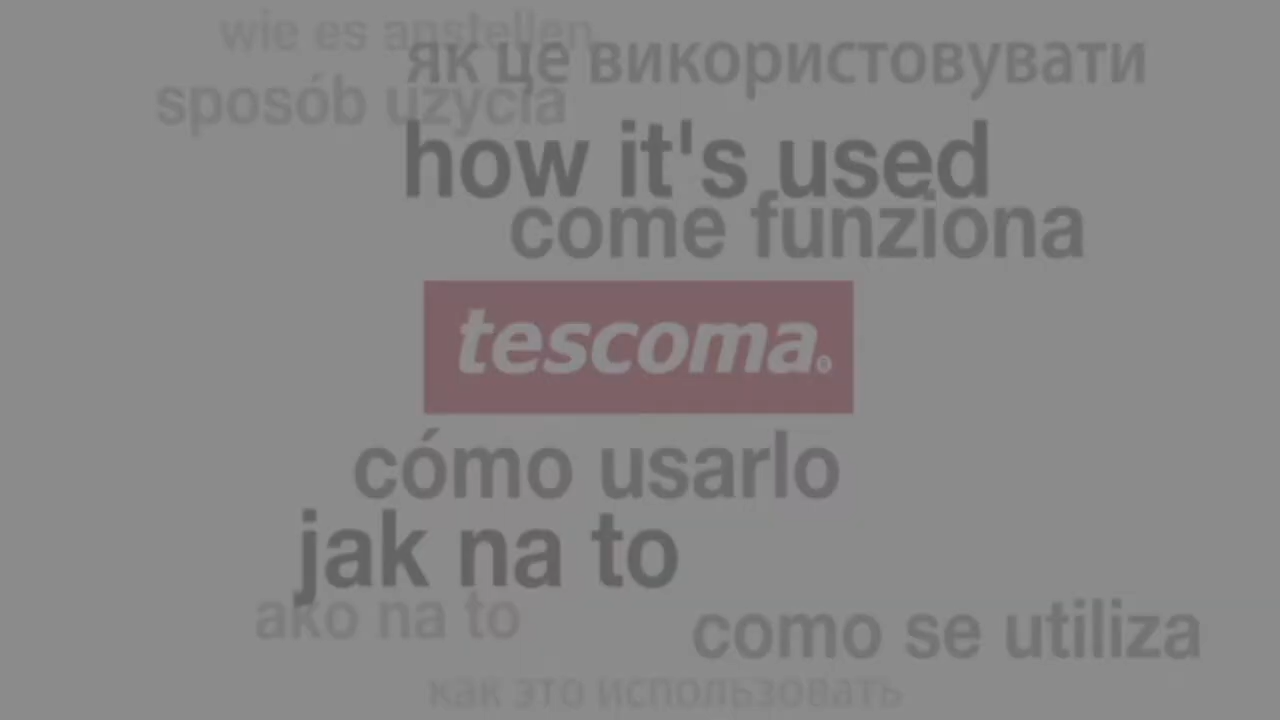 wie es anstellen
як це використовувати
sposób użycia
how it's used
come funziona
tescoma®
cómo usarlo
jak na to
ako na to
como se utiliza
как это использовать